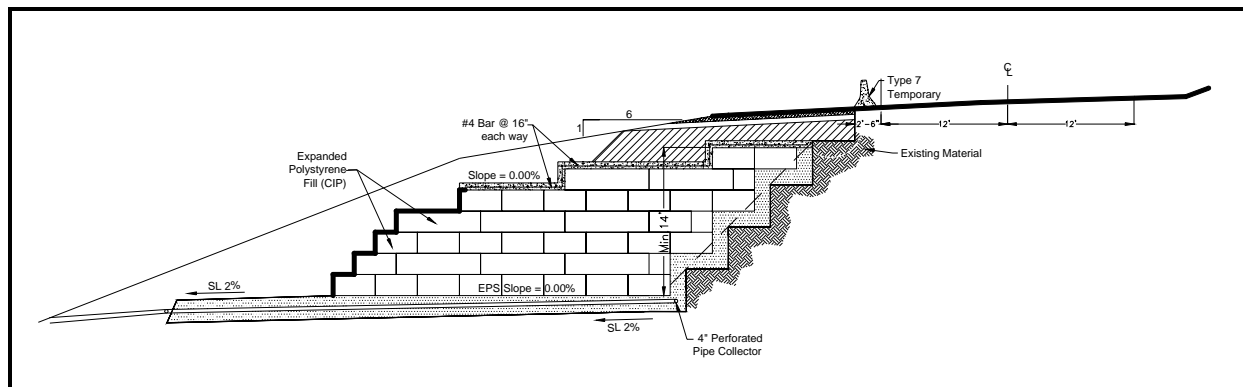 ℄
Type 7
Temporary
6
1
#4 Bar @ 16"
each way
2'-6"
12'
12'
Existing Material
Expanded
Polystyrene
Fill (CIP)
Slope = 0.00%
Min 14'
SL 2%
EPS Slope = 0.00%
SL 2%
4" Perforated
Pipe Collector